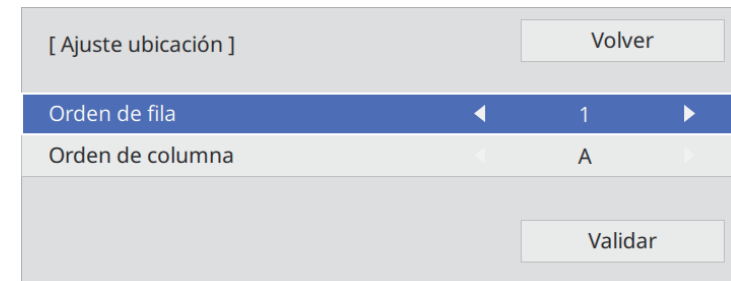 [ Ajuste ubicación ]
Volver
Orden de fila 1
Orden de columna A
Validar